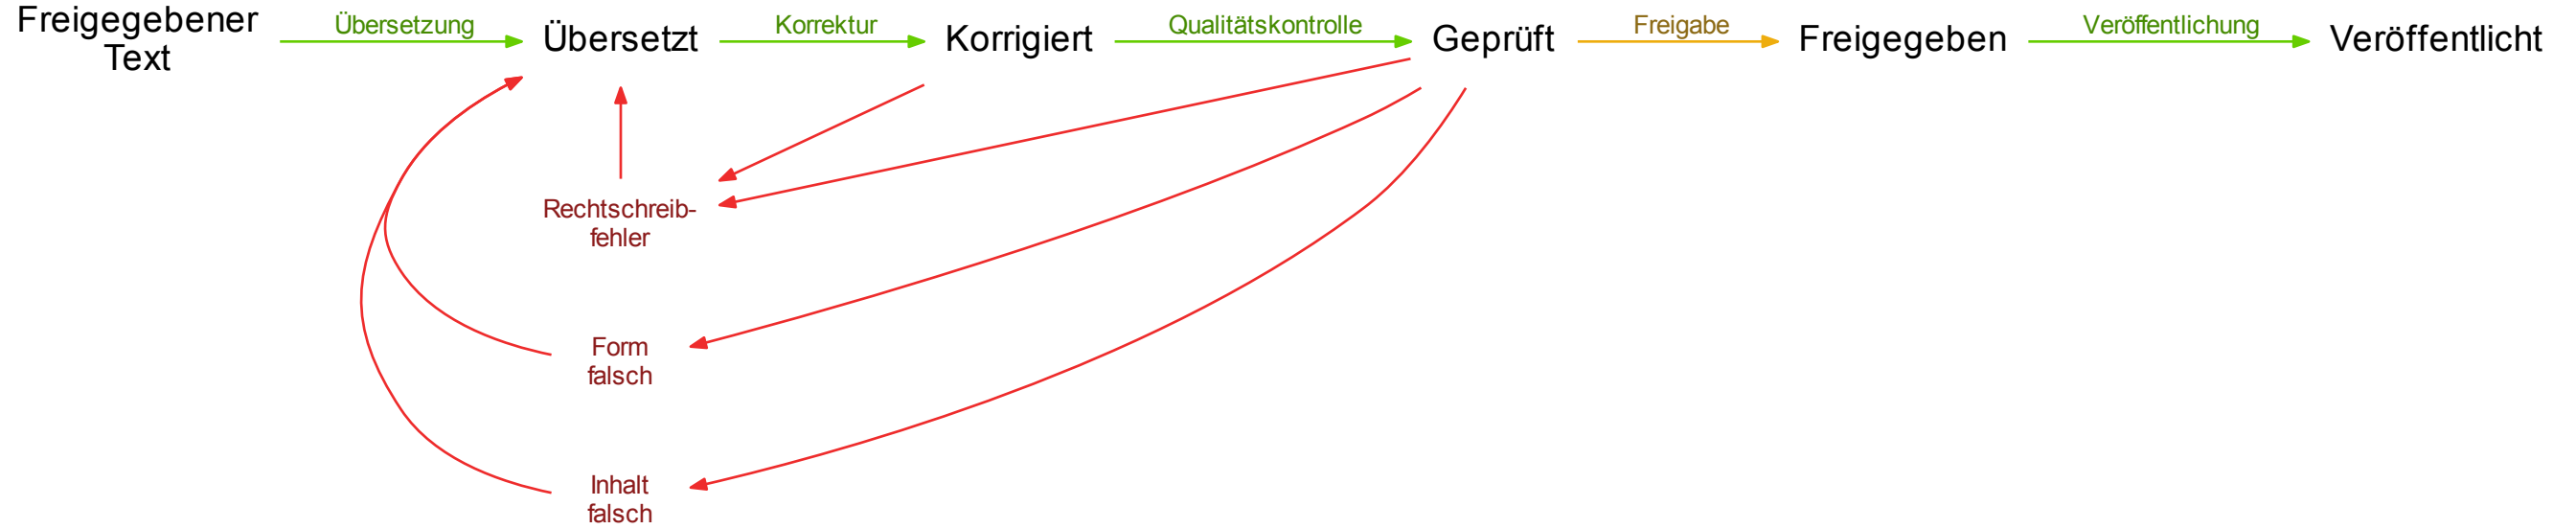 Freigegebener
Text
Übersetzung
Übersetzt
Korrektur
Korrigiert
Qualitätskontrolle
Geprüft
Freigabe
Freigegeben
Veröffentlichung
Veröffentlicht
Rechtschreib-
fehler
Form
falsch
Inhalt
falsch